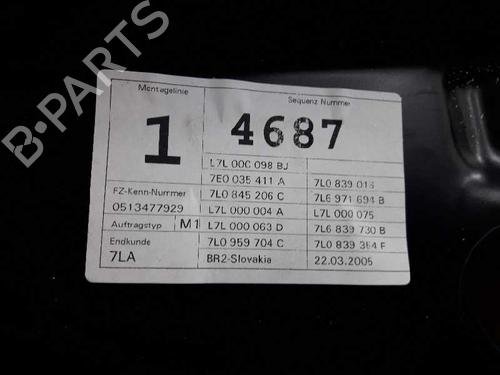 B-PARTS
Montagelinie
1
Sequenz Nummer
4687
L7L 000 098 BJ
7E0 035 411 A
7L0 839 016
FZ-Kenn-Nummer
0513477929
7L0 845 206 C
7L6 971 694 B
L7L 000 004 A
L7L 000 075
Auftragstyp M1
L7L 000 063 D
7L6 839 730 B
Endkunde
7LA
7L0 959 704 C
7L0 839 354 F
BR2-Slovakia
22.03.2005